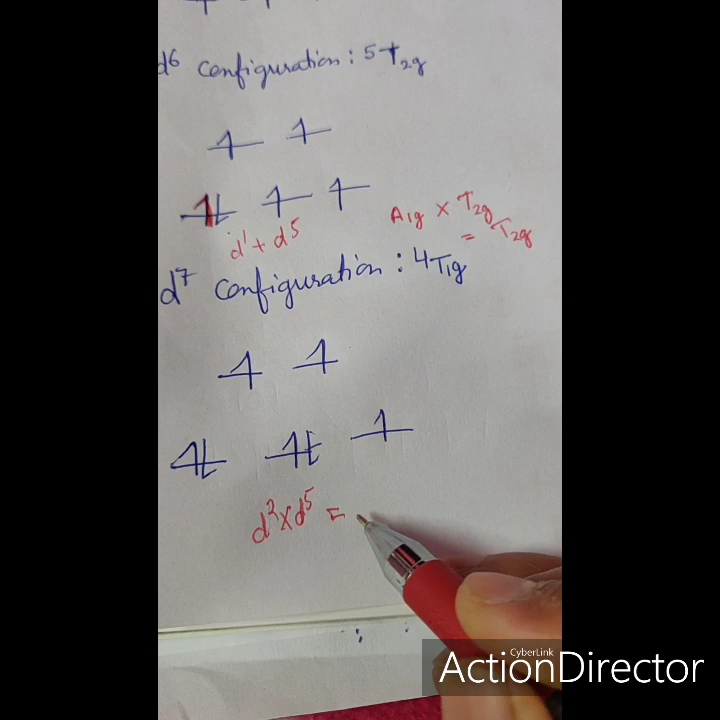 d⁶ Configuration : ⁵T₂g
A₁g × T₂g/T₂g
=
d¹ + d⁵
d⁷ Configuration : ⁴T₁g
d² × d⁵ =
CyberLink
ActionDirector